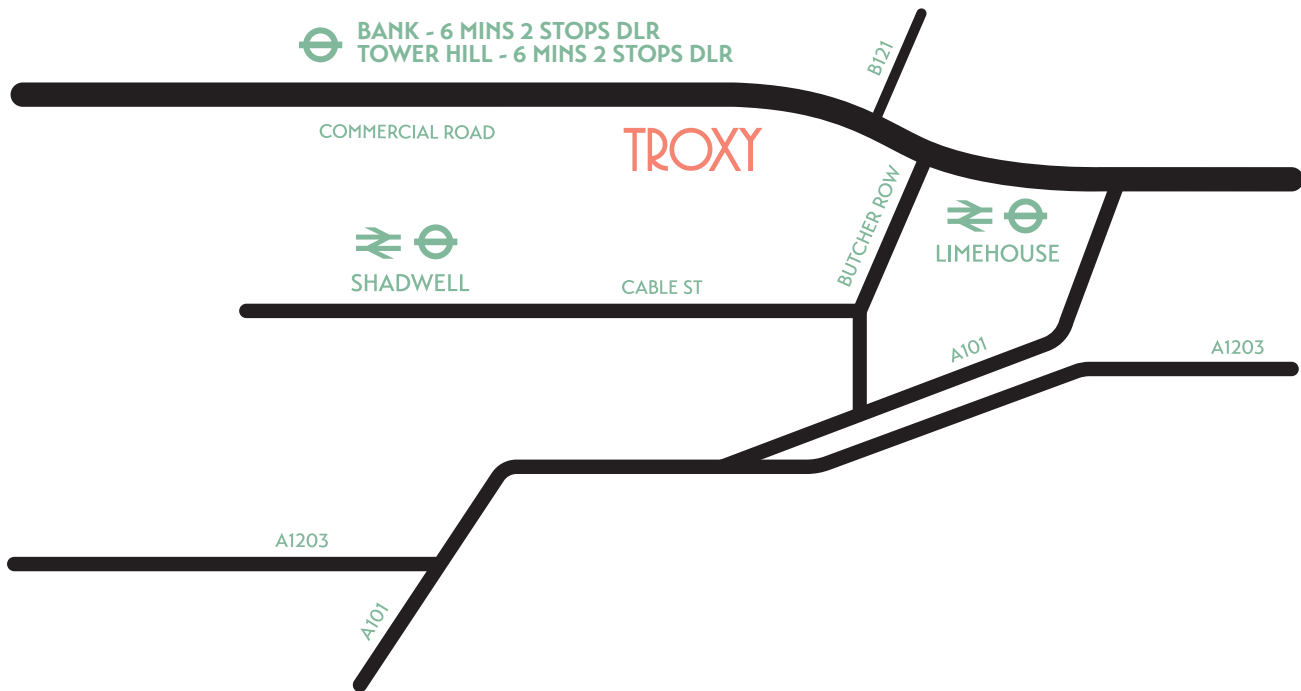 BANK - 6 MINS 2 STOPS DLR
TOWER HILL - 6 MINS 2 STOPS DLR
B121
COMMERCIAL ROAD
TROXY
BUTCHER ROW
LIMEHOUSE
SHADWELL
CABLE ST
A101
A1203
A1203
A101